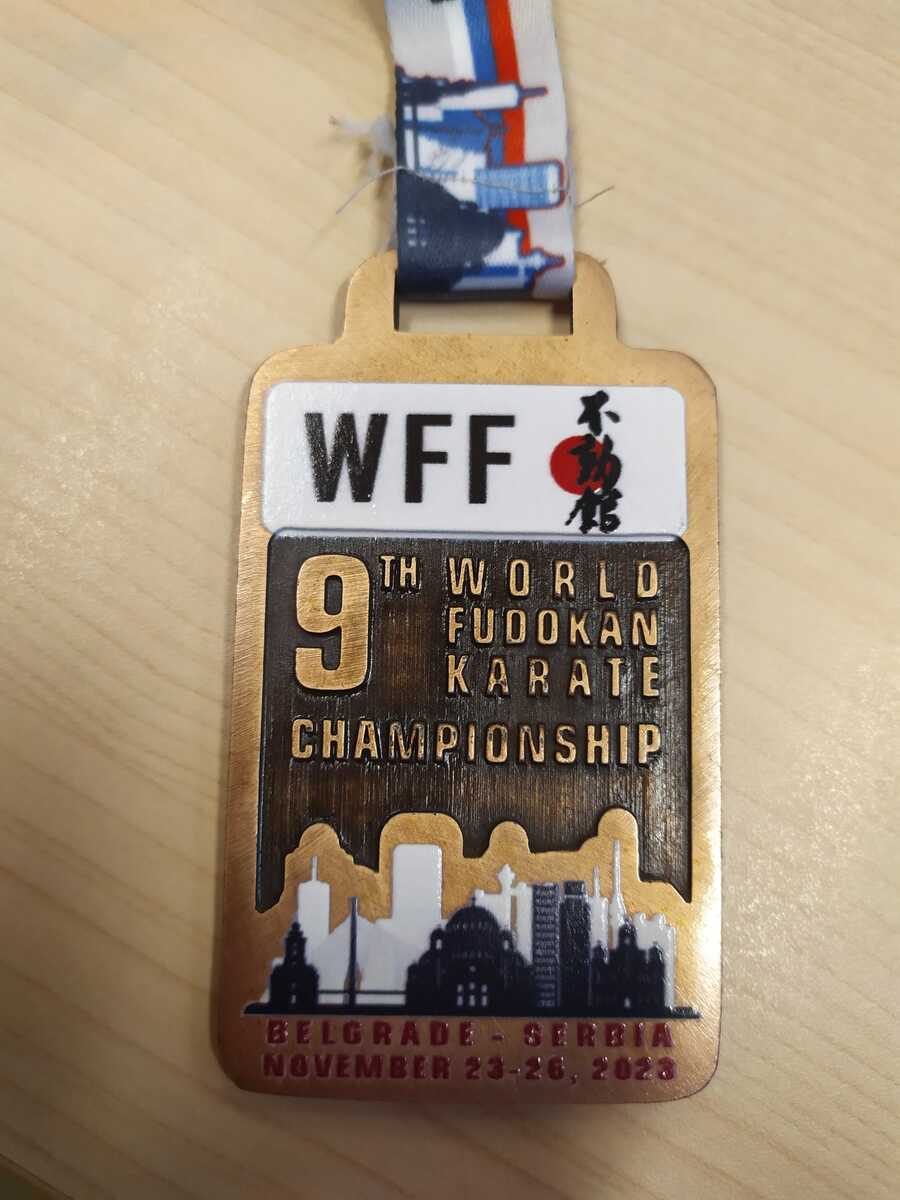 WFF
不動館
9TH WORLD
FUDOKAN
KARATE
CHAMPIONSHIP
BELGRADE - SERBIA
NOVEMBER 23-26, 2023